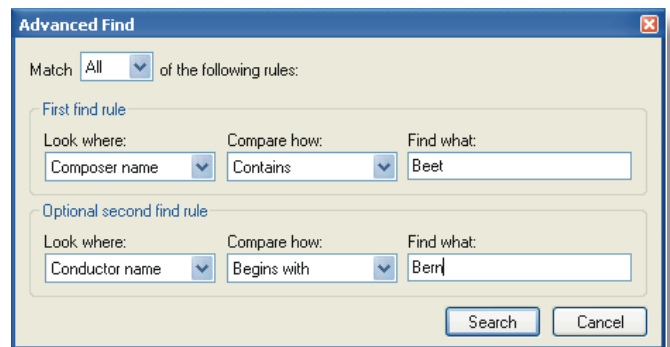 Advanced Find
Match All of the following rules:
First find rule
Look where: Compare how: Find what:
Composer name Contains Beet
Optional second find rule
Look where: Compare how: Find what:
Conductor name Begins with Bern
Search Cancel